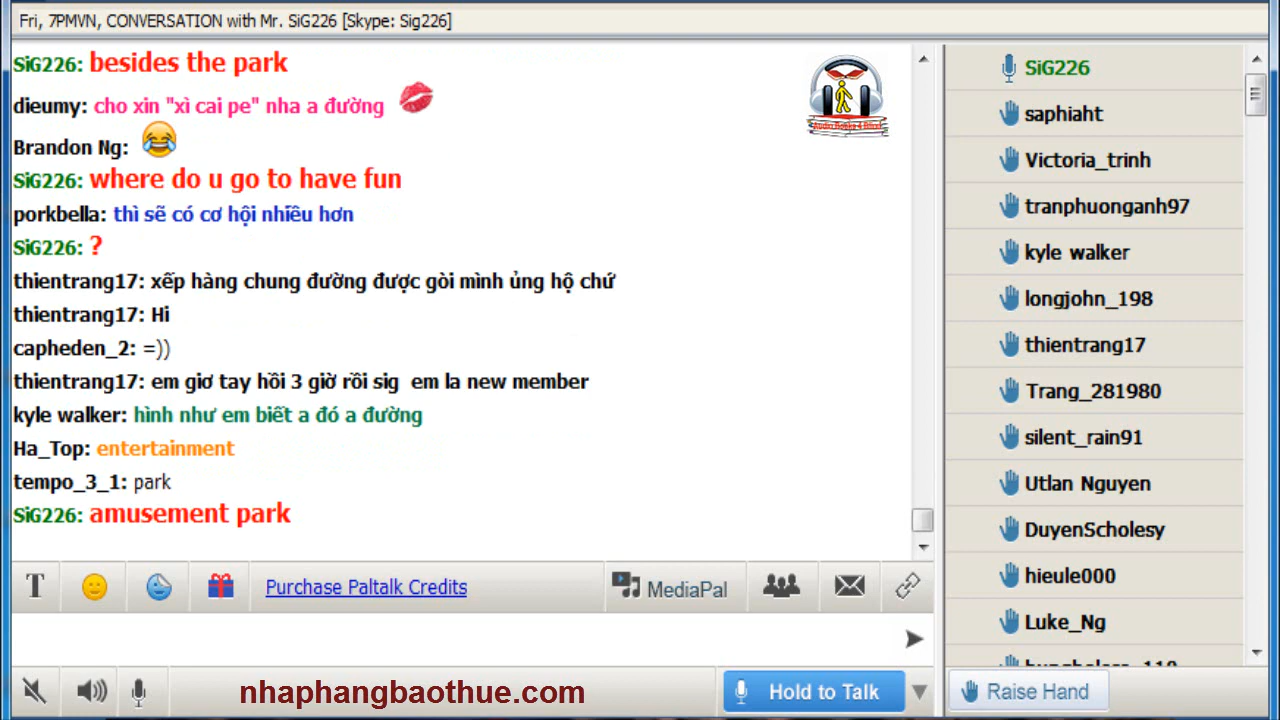 Fri, 7PMVN, CONVERSATION with Mr. SiG226 [Skype: Sig226]
SiG226: besides the park
dieumy: cho xin "xì cai pe" nha a đường
Brandon Ng:
SiG226: where do u go to have fun
porkbella: thì sẽ có cơ hội nhiều hơn
SiG226: ?
thientrang17: xếp hàng chung đường được gòi mình ủng hộ chứ
thientrang17: Hi
capheden_2: =))
thientrang17: em giơ tay hồi 3 giờ rồi sig em la new member
kyle walker: hình như em biết a đó a đường
Ha_Top: entertainment
tempo_3_1: park
SiG226: amusement park
T
Purchase Paltalk Credits
MediaPal
nhaphangbaothue.com
Hold to Talk
SiG226
saphiaht
Victoria_trinh
tranphuonganh97
kyle walker
longjohn_198
thientrang17
Trang_281980
silent_rain91
Utlan Nguyen
DuyenScholesy
hieule000
Luke_Ng
Raise Hand